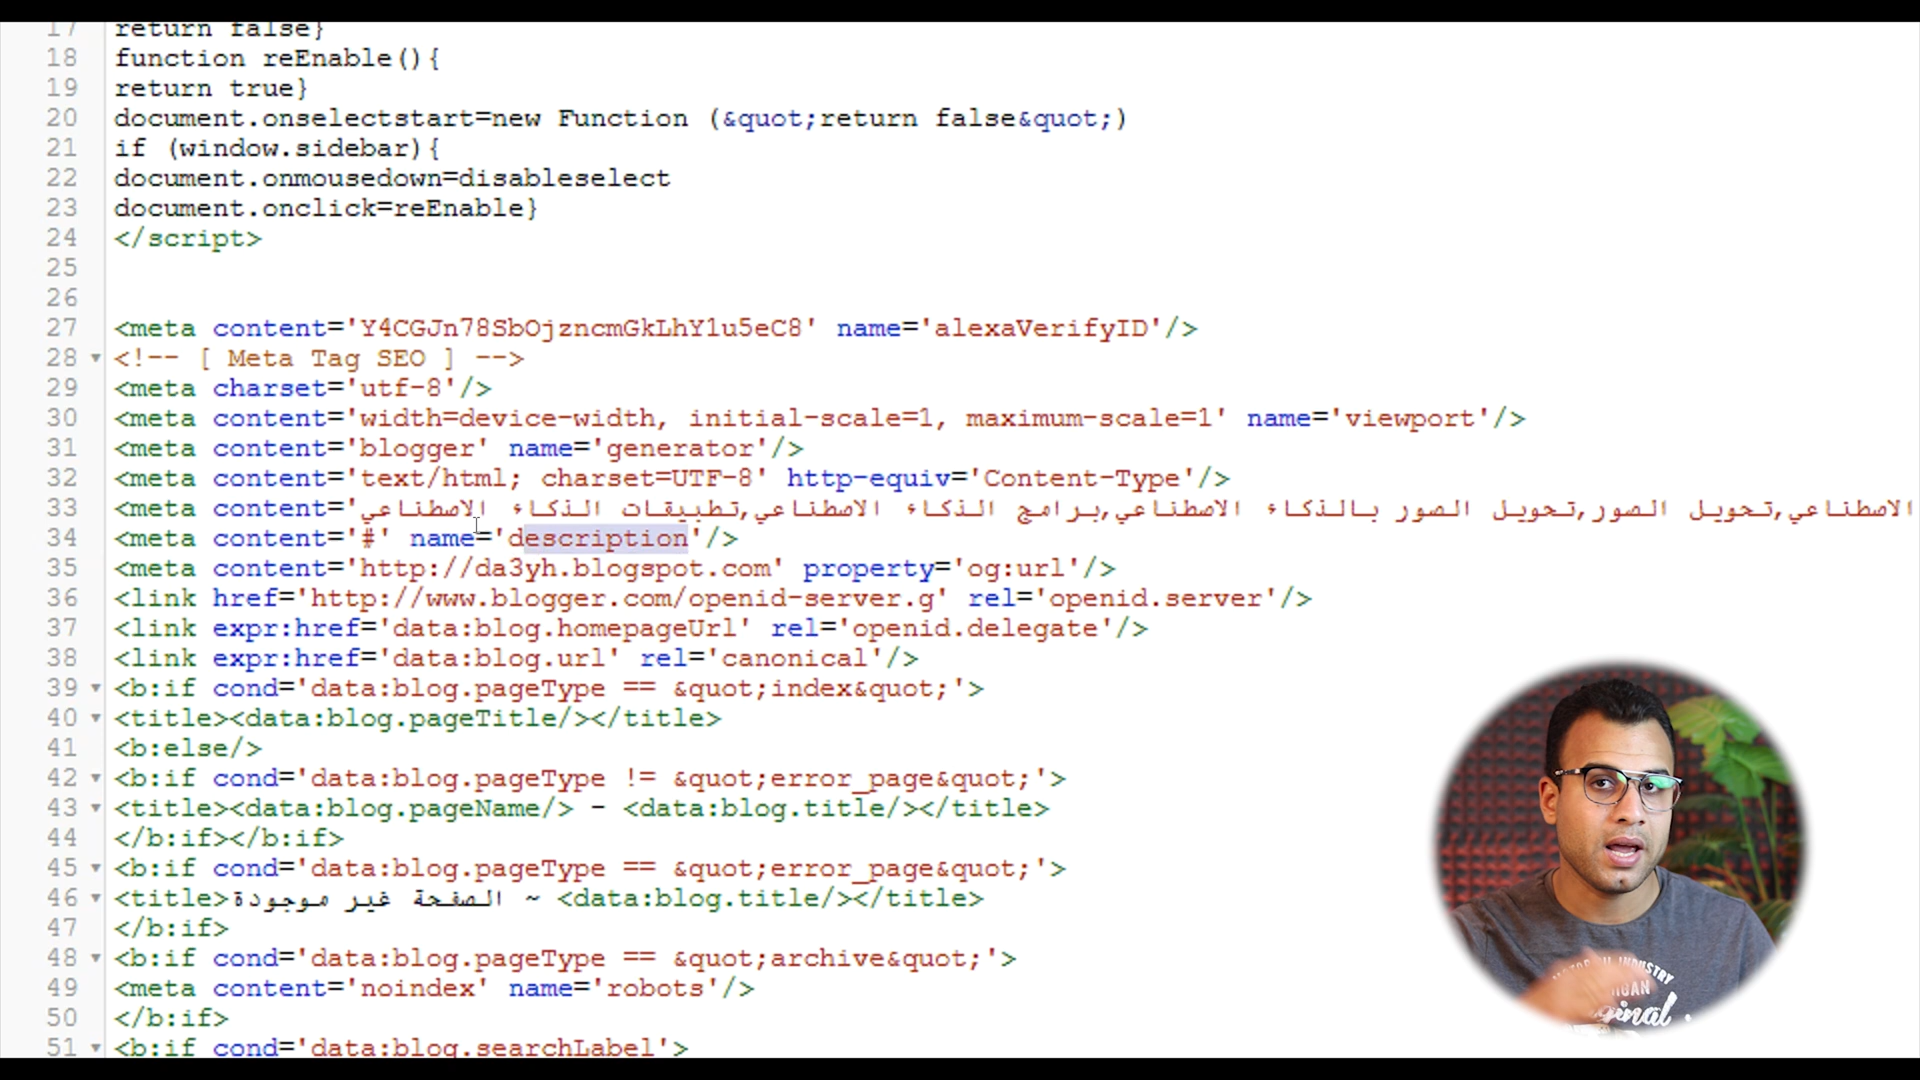 17 return false}
18 function reEnable(){
19 return true}
20 document.onselectstart=new Function (&quot;return false&quot;)
21 if (window.sidebar){
22 document.onmousedown=disableselect
23 document.onclick=reEnable}
24 </script>
25
26
27 <meta content='Y4CGJn78SbOjzncmGkLhY1u5eC8' name='alexaVerifyID'/>
28 <!-- [ Meta Tag SEO ] -->
29 <meta charset='utf-8'/>
30 <meta content='width=device-width, initial-scale=1, maximum-scale=1' name='viewport'/>
31 <meta content='blogger' name='generator'/>
32 <meta content='text/html; charset=UTF-8' http-equiv='Content-Type'/>
33 <meta content='الاصطناعي,تحويل الصور,تحويل الصور بالذكاء الاصطناعي,برامج الذكاء الاصطناعي,تطبيقات الذكاء الاصطناعي
34 <meta content='#' name='description'/>
35 <meta content='http://da3yh.blogspot.com' property='og:url'/>
36 <link href='http://www.blogger.com/openid-server.g' rel='openid.server'/>
37 <link expr:href='data:blog.homepageUrl' rel='openid.delegate'/>
38 <link expr:href='data:blog.url' rel='canonical'/>
39 <b:if cond='data:blog.pageType == &quot;index&quot;'>
40 <title><data:blog.pageTitle/></title>
41 <b:else/>
42 <b:if cond='data:blog.pageType != &quot;error_page&quot;'>
43 <title><data:blog.pageName/> - <data:blog.title/></title>
44 </b:if></b:if>
45 <b:if cond='data:blog.pageType == &quot;error_page&quot;'>
46 <title>الصفحة غير موجودة ~ <data:blog.title/></title>
47 </b:if>
48 <b:if cond='data:blog.pageType == &quot;archive&quot;'>
49 <meta content='noindex' name='robots'/>
50 </b:if>
51 <b:if cond='data:blog.searchLabel'>
INDUSTRY